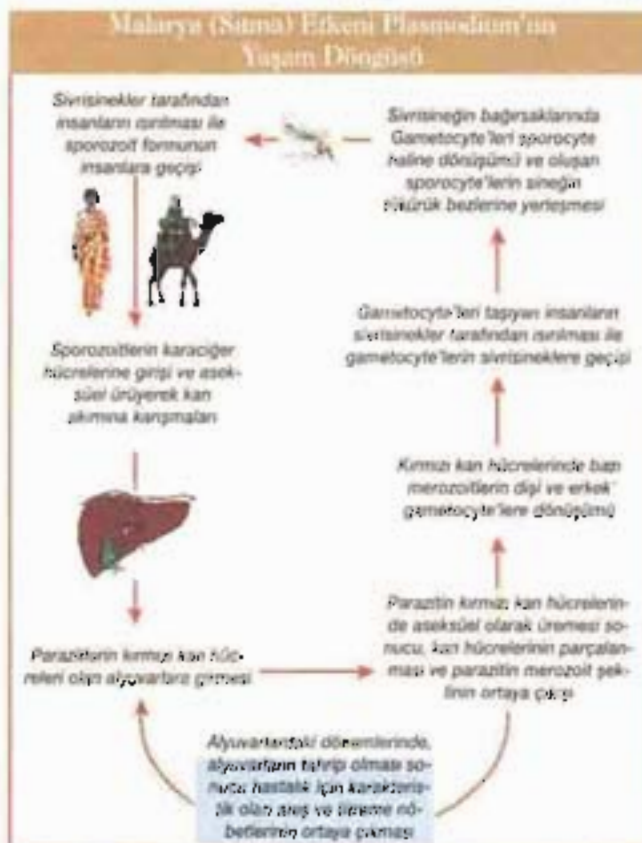 Malarya (Sıtma) Etkeni Plasmodium'un
Yaşam Döngüsü
Sivrisinekler tarafından
insanların ısırılması ile
sporozoit formunun
insanlara geçişi
Sporozoitlerin karaciğer
hücrelerine girişi ve asek-
süel ürüyerek kan
akımına karışmaları
Parazitlerin kırmızı kan hüc-
releri olan alyuvarlara girmesi
Alyuvarlardaki dönemlerinde,
alyuvarların tahrip olması so-
nucu hastalık için karakteris-
tik olan ateş ve titreme nö-
betlerinin ortaya çıkması
Parazitin kırmızı kan hücrelerin-
de aseksüel olarak üremesi so-
nucu, kan hücrelerinin parçalan-
ması ve parazitin merozoit şek-
linin ortaya çıkışı
Kırmızı kan hücrelerinde bazı
merozoitlerin dişi ve erkek
gametocyte'lere dönüşümü
Gametocyte'leri taşıyan insanların
sivrisinekler tarafından ısırılması ile
gametocyte'lerin sivrisineklere geçişi
Sivrisineğin bağırsaklarında
Gametocyte'leri sporocyte
haline dönüşümü ve oluşan
sporocyte'lerin sineğin
tükürük bezlerine yerleşmesi